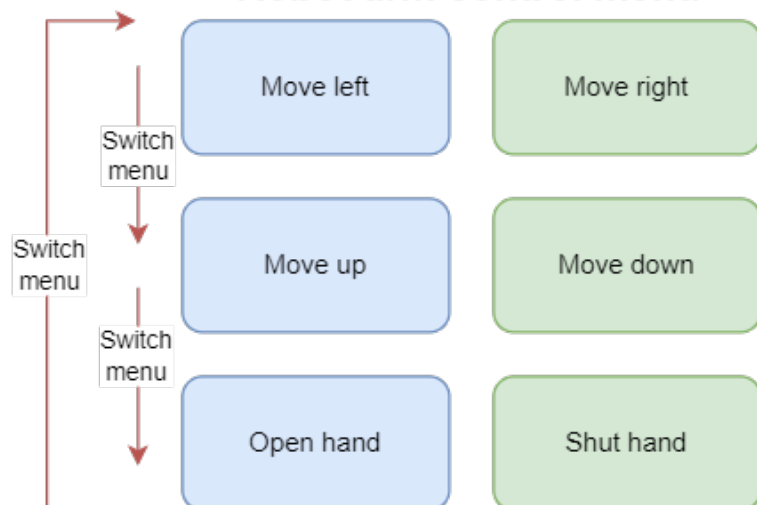 Move left
Move right
Switch
menu
Switch
menu
Move up
Move down
Switch
menu
Open hand
Shut hand